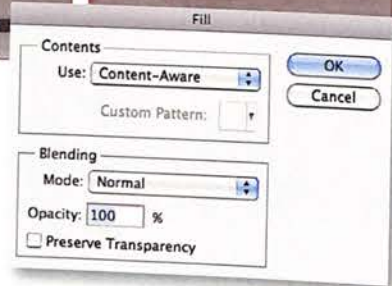 Fill
Contents
Use: Content-Aware
OK
Custom Pattern:
Cancel
Blending
Mode: Normal
Opacity: 100 %
Preserve Transparency